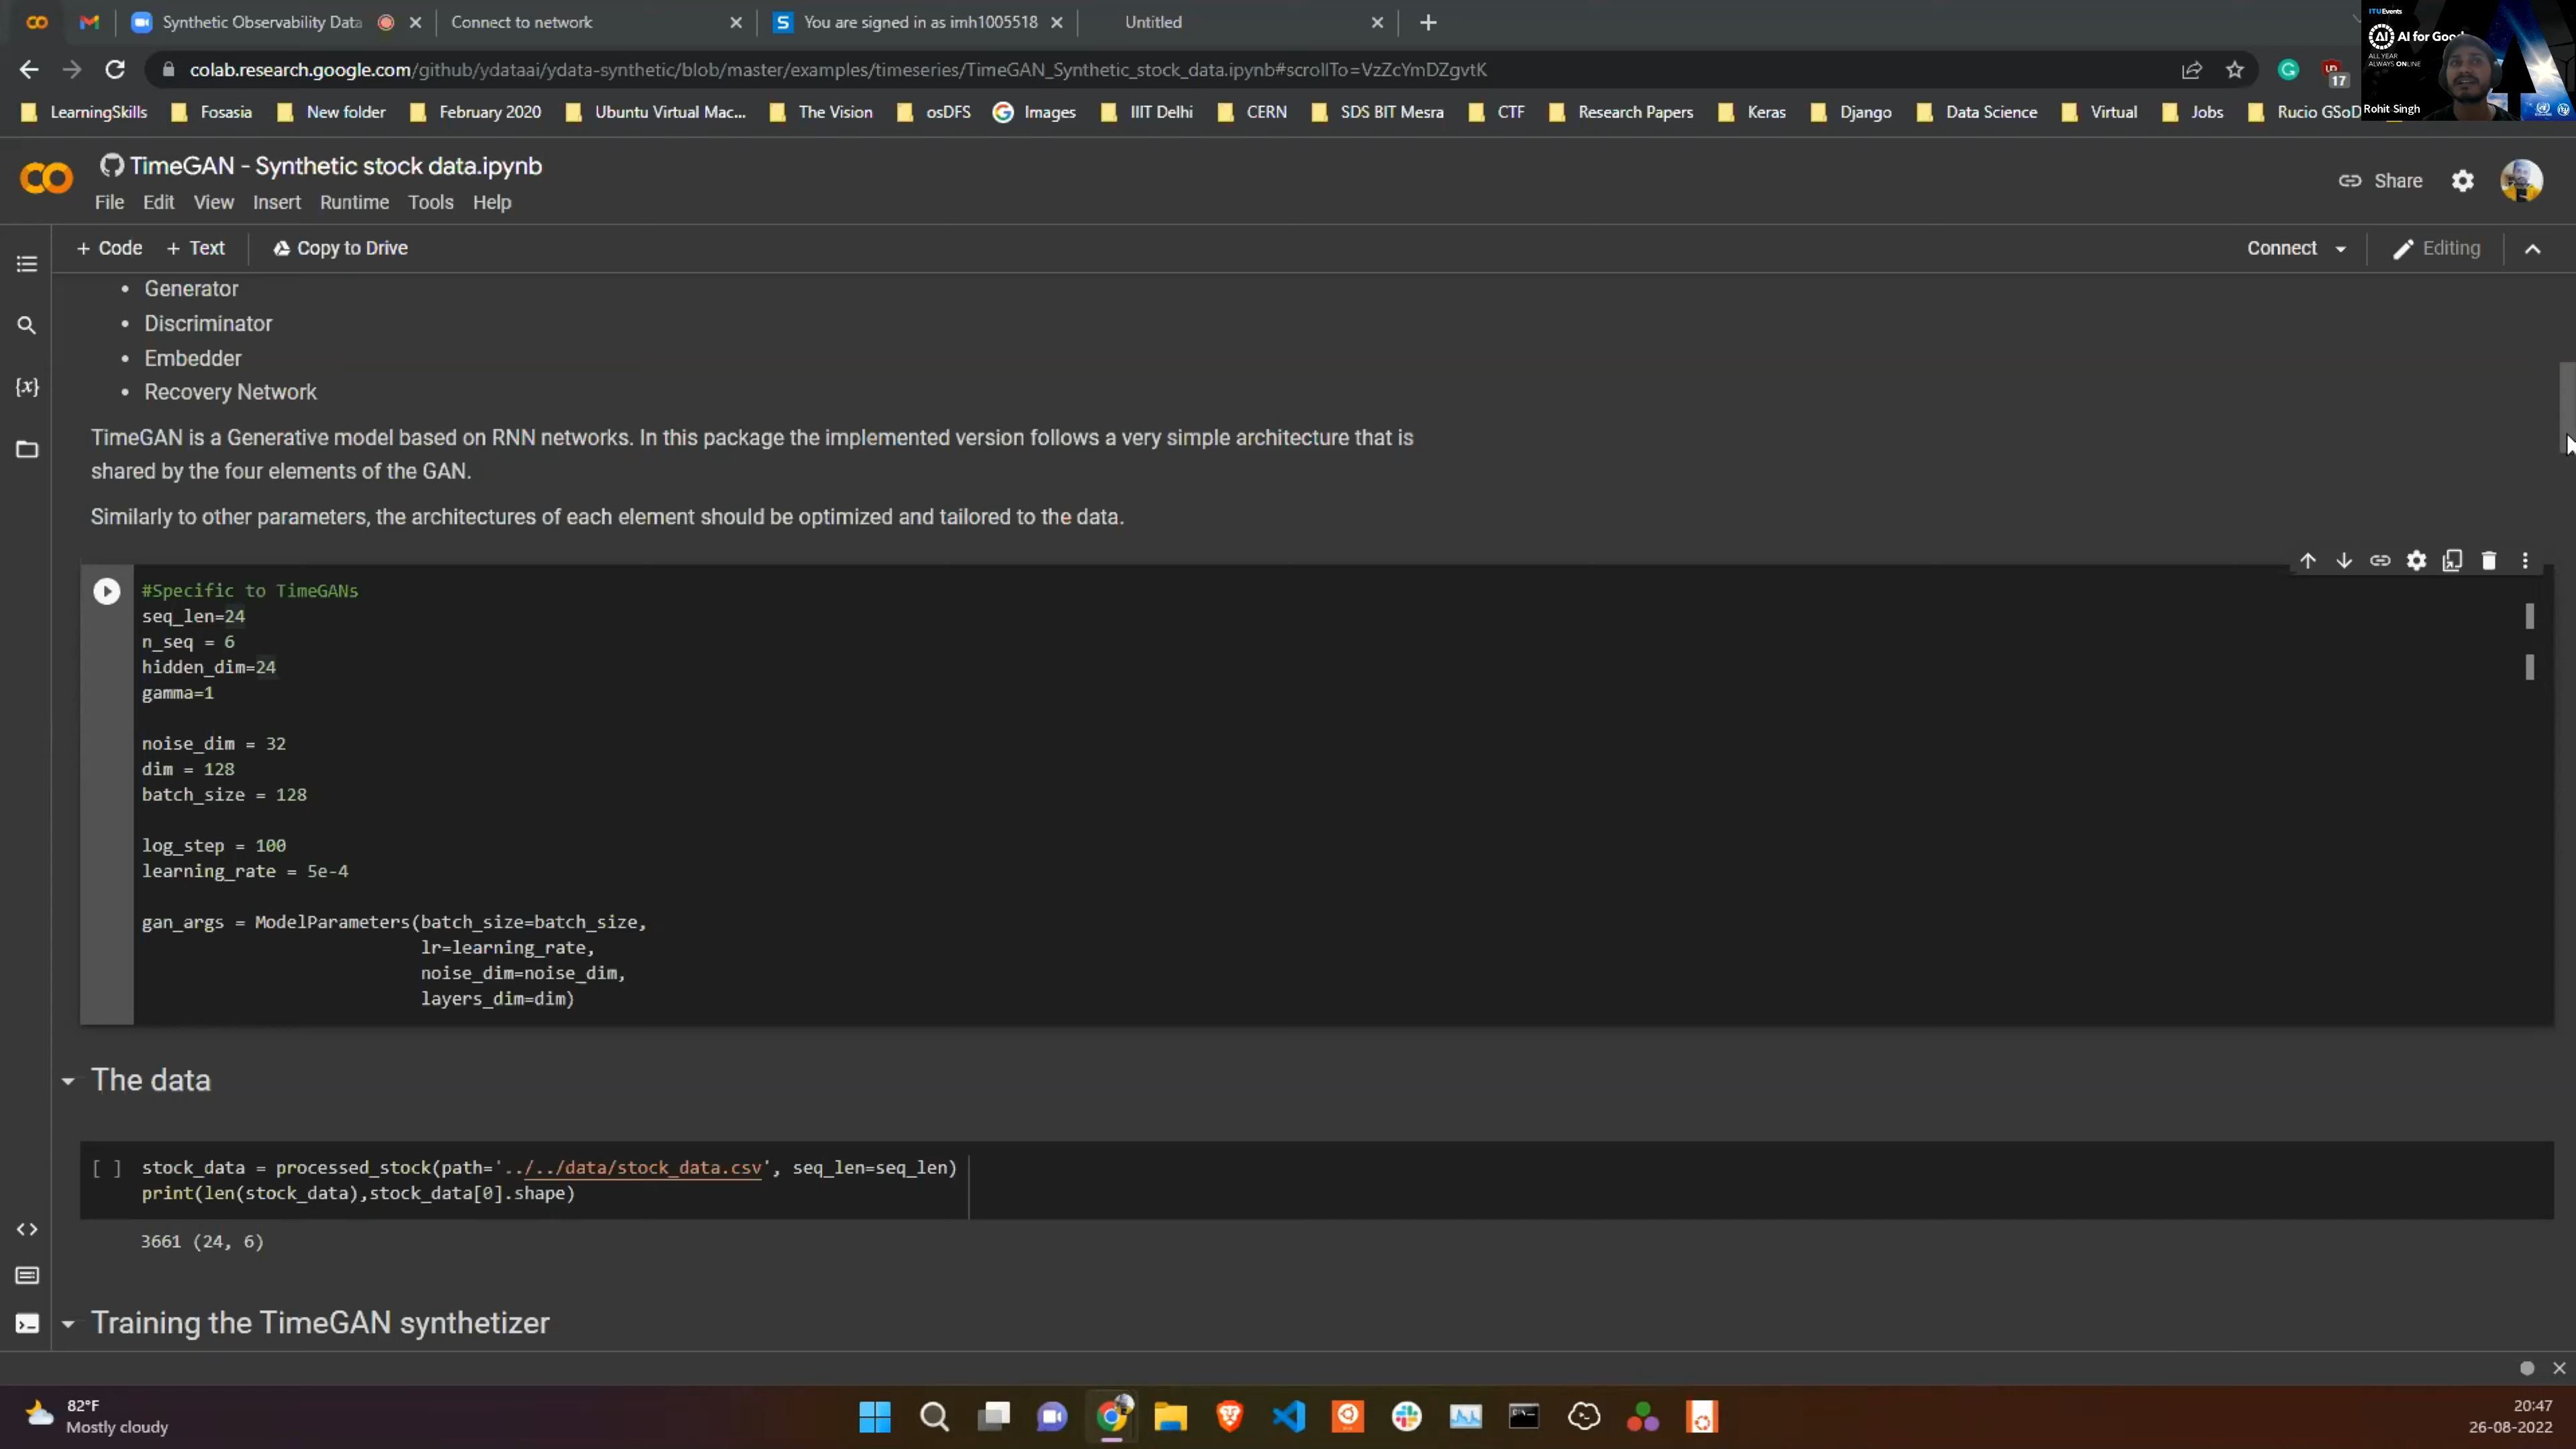 Synthetic Observability Data
Connect to network
You are signed in as imh1005518
Untitled
colab.research.google.com/github/ydataai/ydata-synthetic/blob/master/examples/timeseries/TimeGAN_Synthetic_stock_data.ipynb#scrollTo=VzZcYmDZgvtK
17
ITUEvents
AI AI for Good
ALL YEAR
ALWAYS ONLINE
Rohit Singh
LearningSkills
Fosasia
New folder
February 2020
Ubuntu Virtual Mac...
The Vision
osDFS
Images
IIIT Delhi
CERN
SDS BIT Mesra
CTF
Research Papers
Keras
Django
Data Science
Virtual
Jobs
Rucio GSoD
TimeGAN - Synthetic stock data.ipynb
File Edit View Insert Runtime Tools Help
Share
+ Code + Text Copy to Drive
Connect
Editing
• Generator
• Discriminator
• Embedder
• Recovery Network
TimeGAN is a Generative model based on RNN networks. In this package the implemented version follows a very simple architecture that is
shared by the four elements of the GAN.
Similarly to other parameters, the architectures of each element should be optimized and tailored to the data.
#Specific to TimeGANs
seq_len=24
n_seq = 6
hidden_dim=24
gamma=1
noise_dim = 32
dim = 128
batch_size = 128
log_step = 100
learning_rate = 5e-4
gan_args = ModelParameters(batch_size=batch_size,
lr=learning_rate,
noise_dim=noise_dim,
layers_dim=dim)
The data
[ ] stock_data = processed_stock(path='../../data/stock_data.csv', seq_len=seq_len)
print(len(stock_data),stock_data[0].shape)
3661 (24, 6)
Training the TimeGAN synthetizer
82°F
Mostly cloudy
20:47
26-08-2022